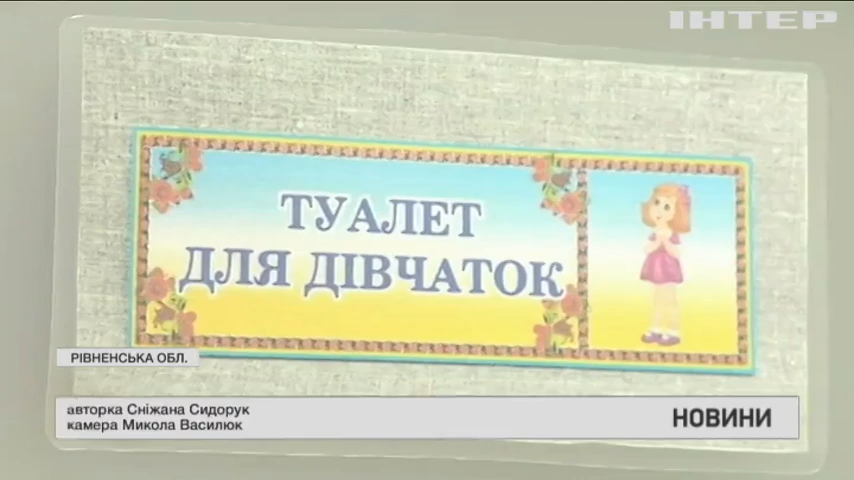 ІНТЕР
ТУАЛЕТ
ДЛЯ ДІВЧАТОК
РІВНЕНСЬКА ОБЛ.
авторка Сніжана Сидорук
камера Микола Василюк
НОВИНИ